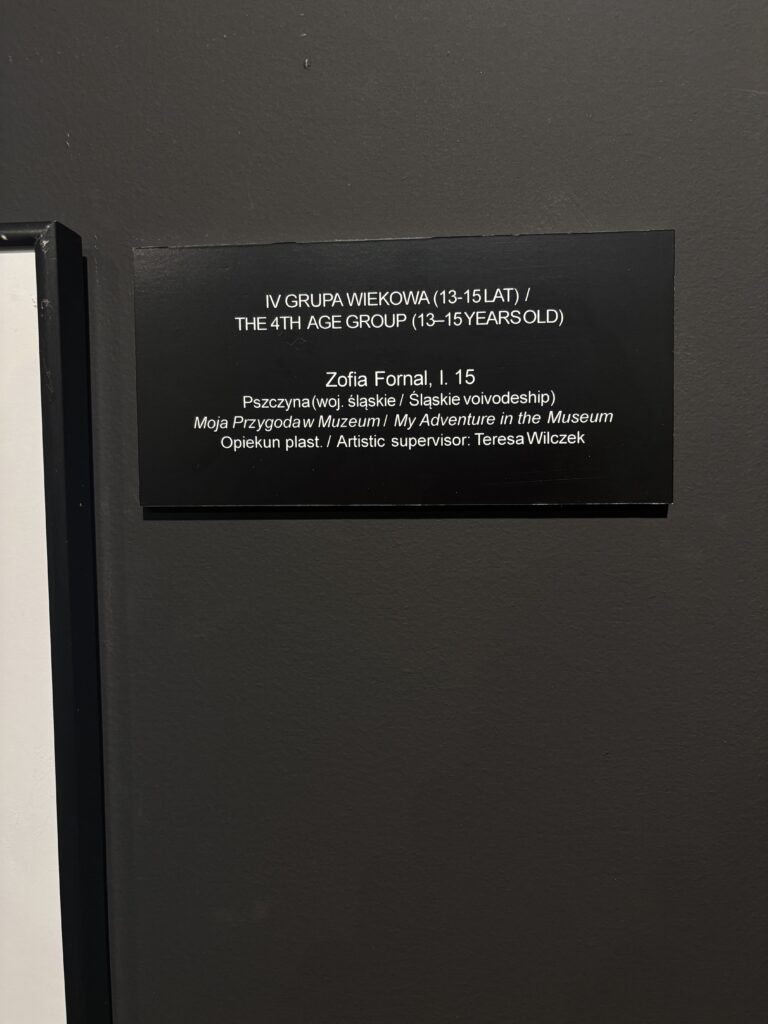 IV GRUPA WIEKOWA (13-15 LAT) /
THE 4TH AGE GROUP (13–15 YEARS OLD)
Zofia Fornal, l. 15
Pszczyna (woj. śląskie / Śląskie voivodeship)
Moja Przygoda w Muzeum / My Adventure in the Museum
Opiekun plast. / Artistic supervisor: Teresa Wilczek